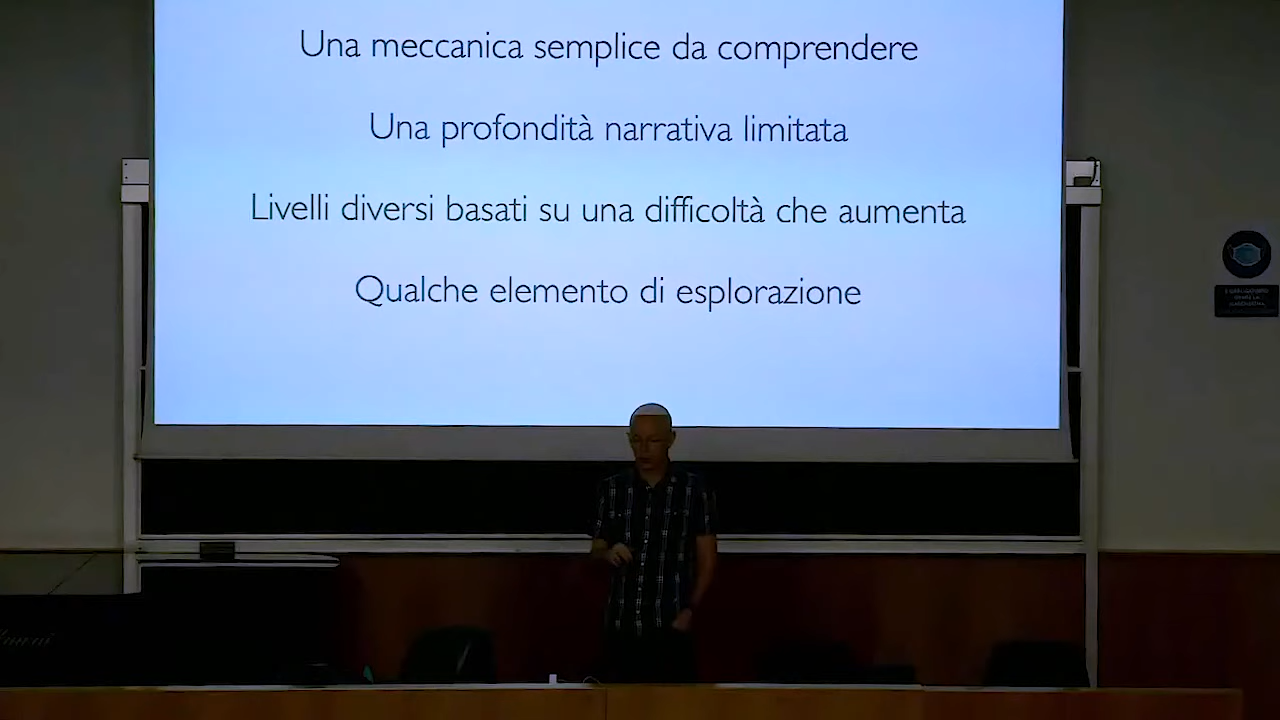 Una meccanica semplice da comprendere
Una profondità narrativa limitata
Livelli diversi basati su una difficoltà che aumenta
Qualche elemento di esplorazione